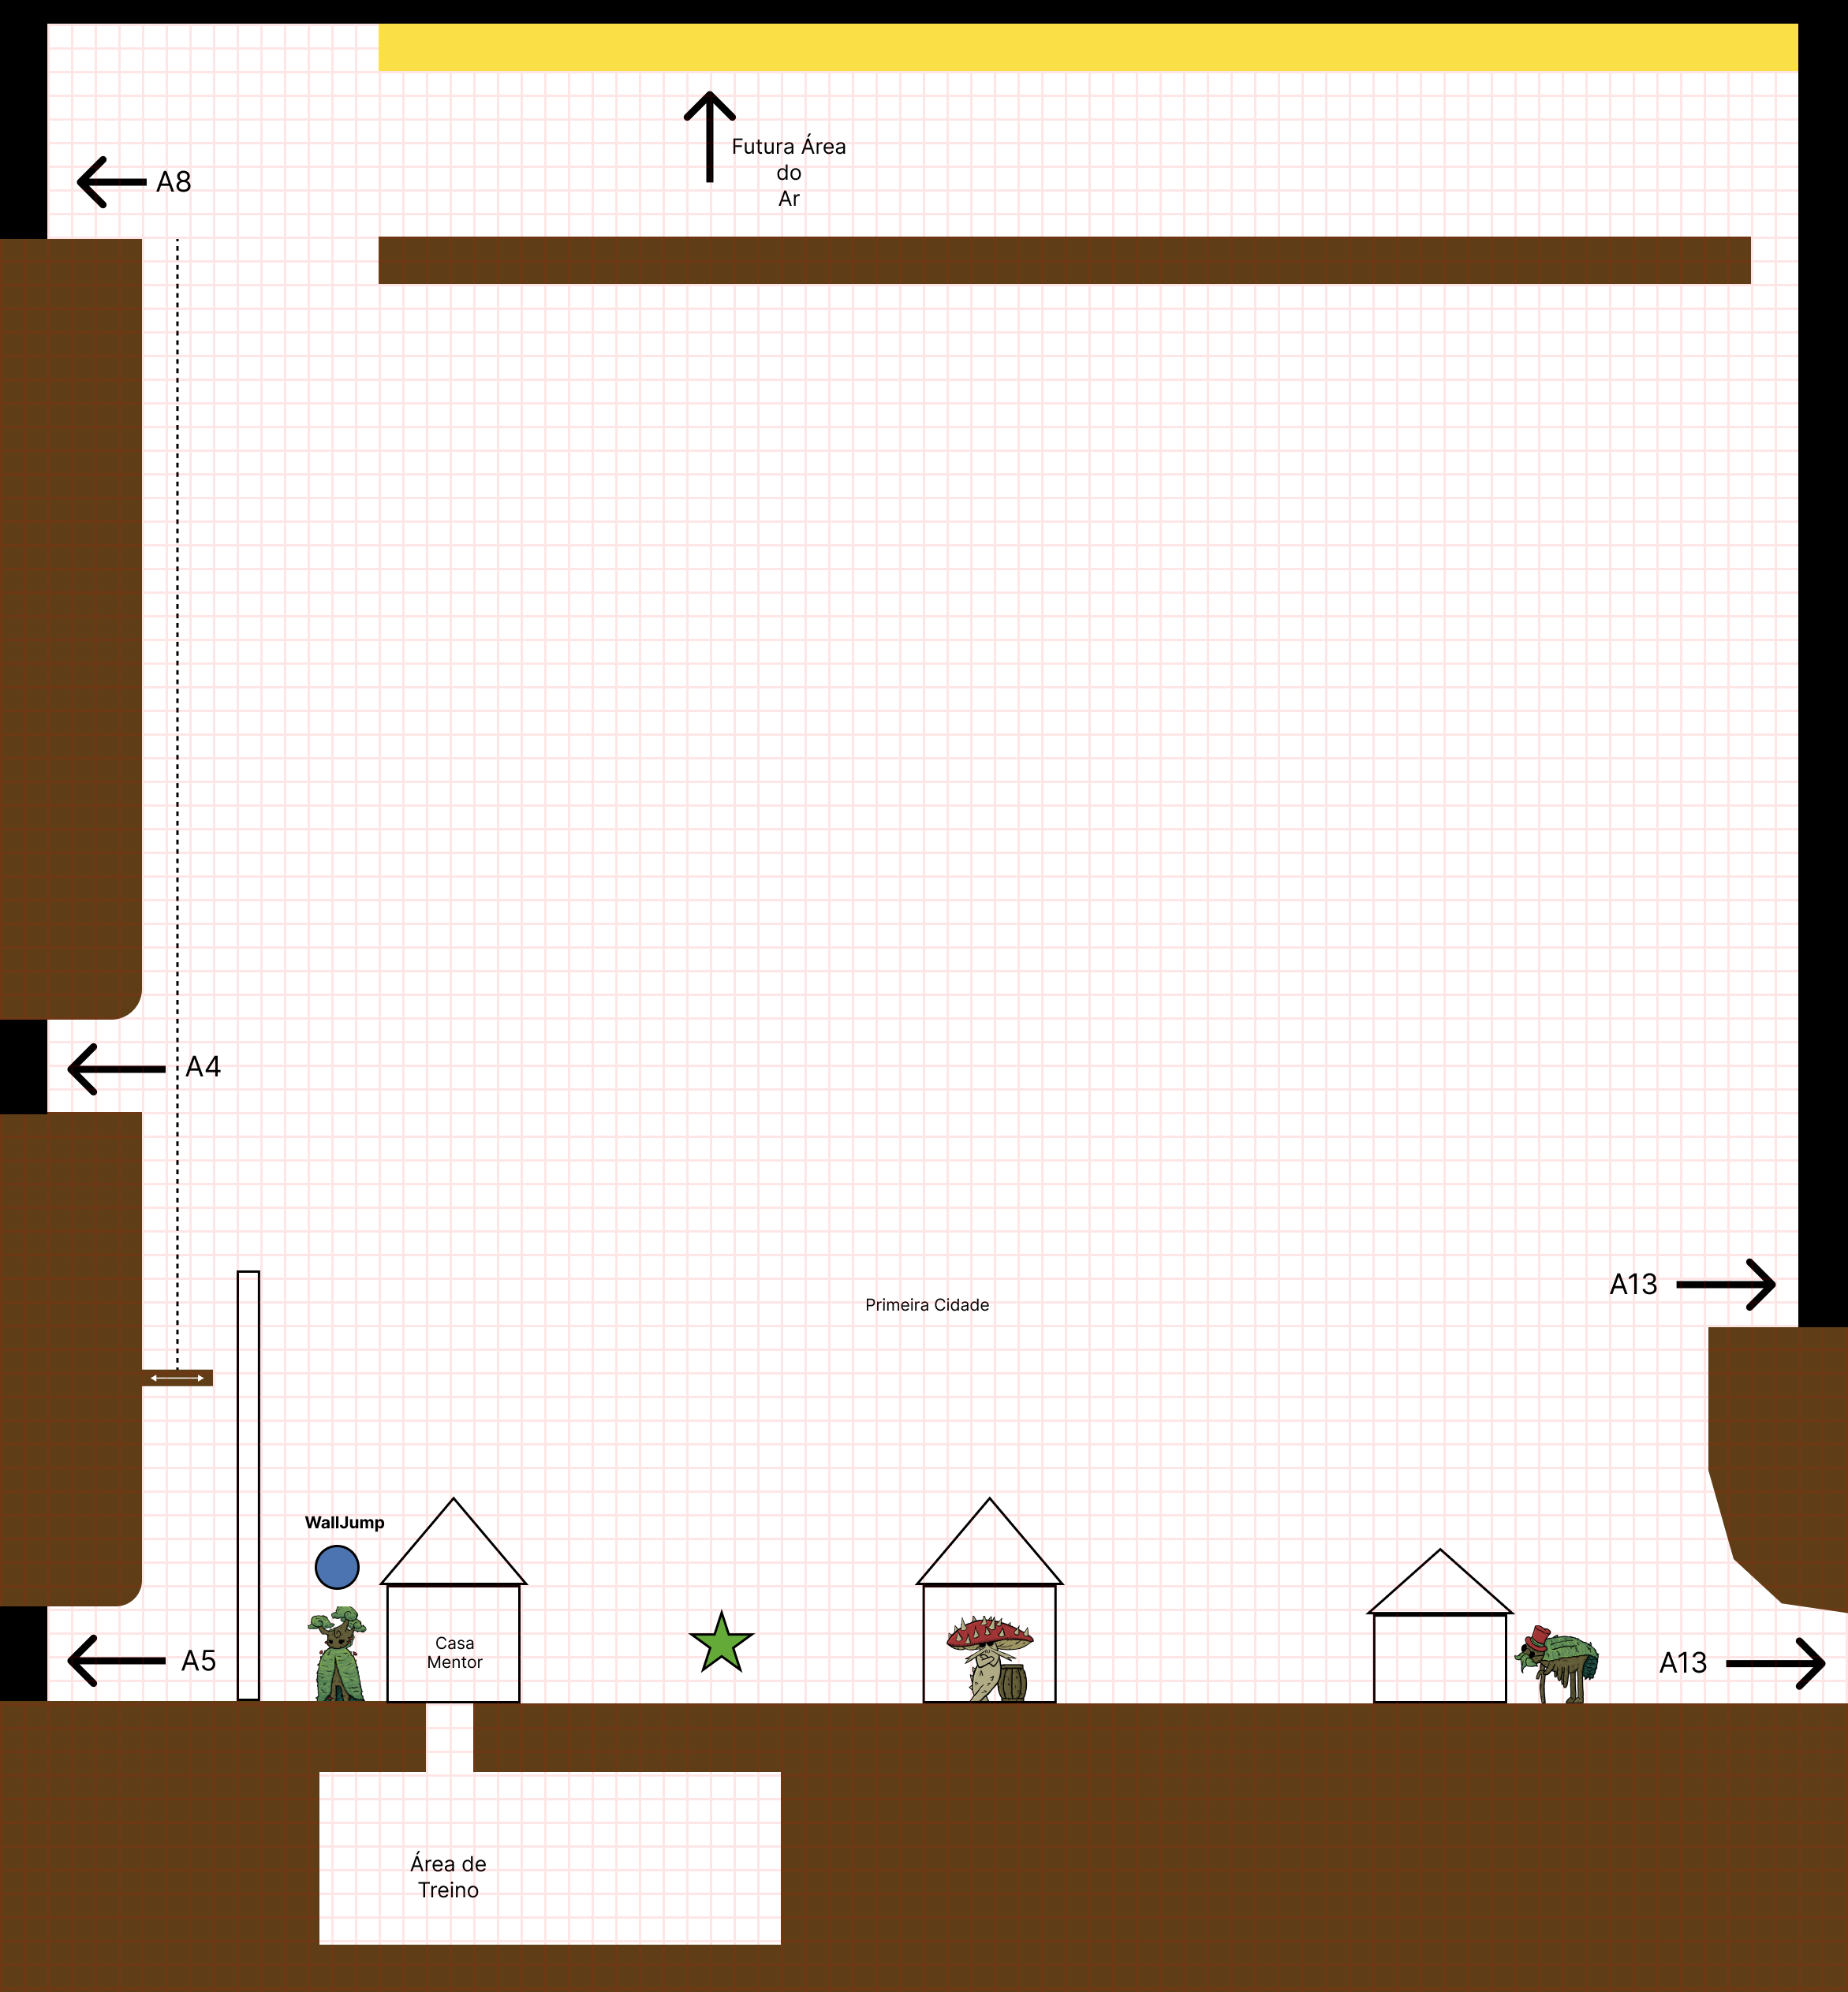 Futura Área
do
Ar
A8
A4
A13
Primeira Cidade
WallJump
Casa
Mentor
A5
A13
Área de
Treino